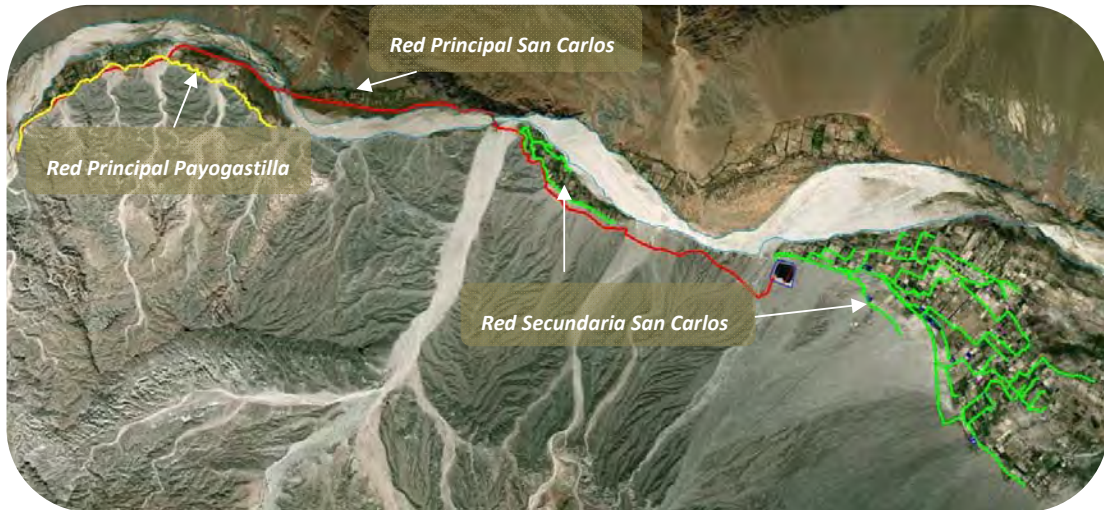 Red Principal San Carlos
Red Principal Payogastilla
Red Secundaria San Carlos